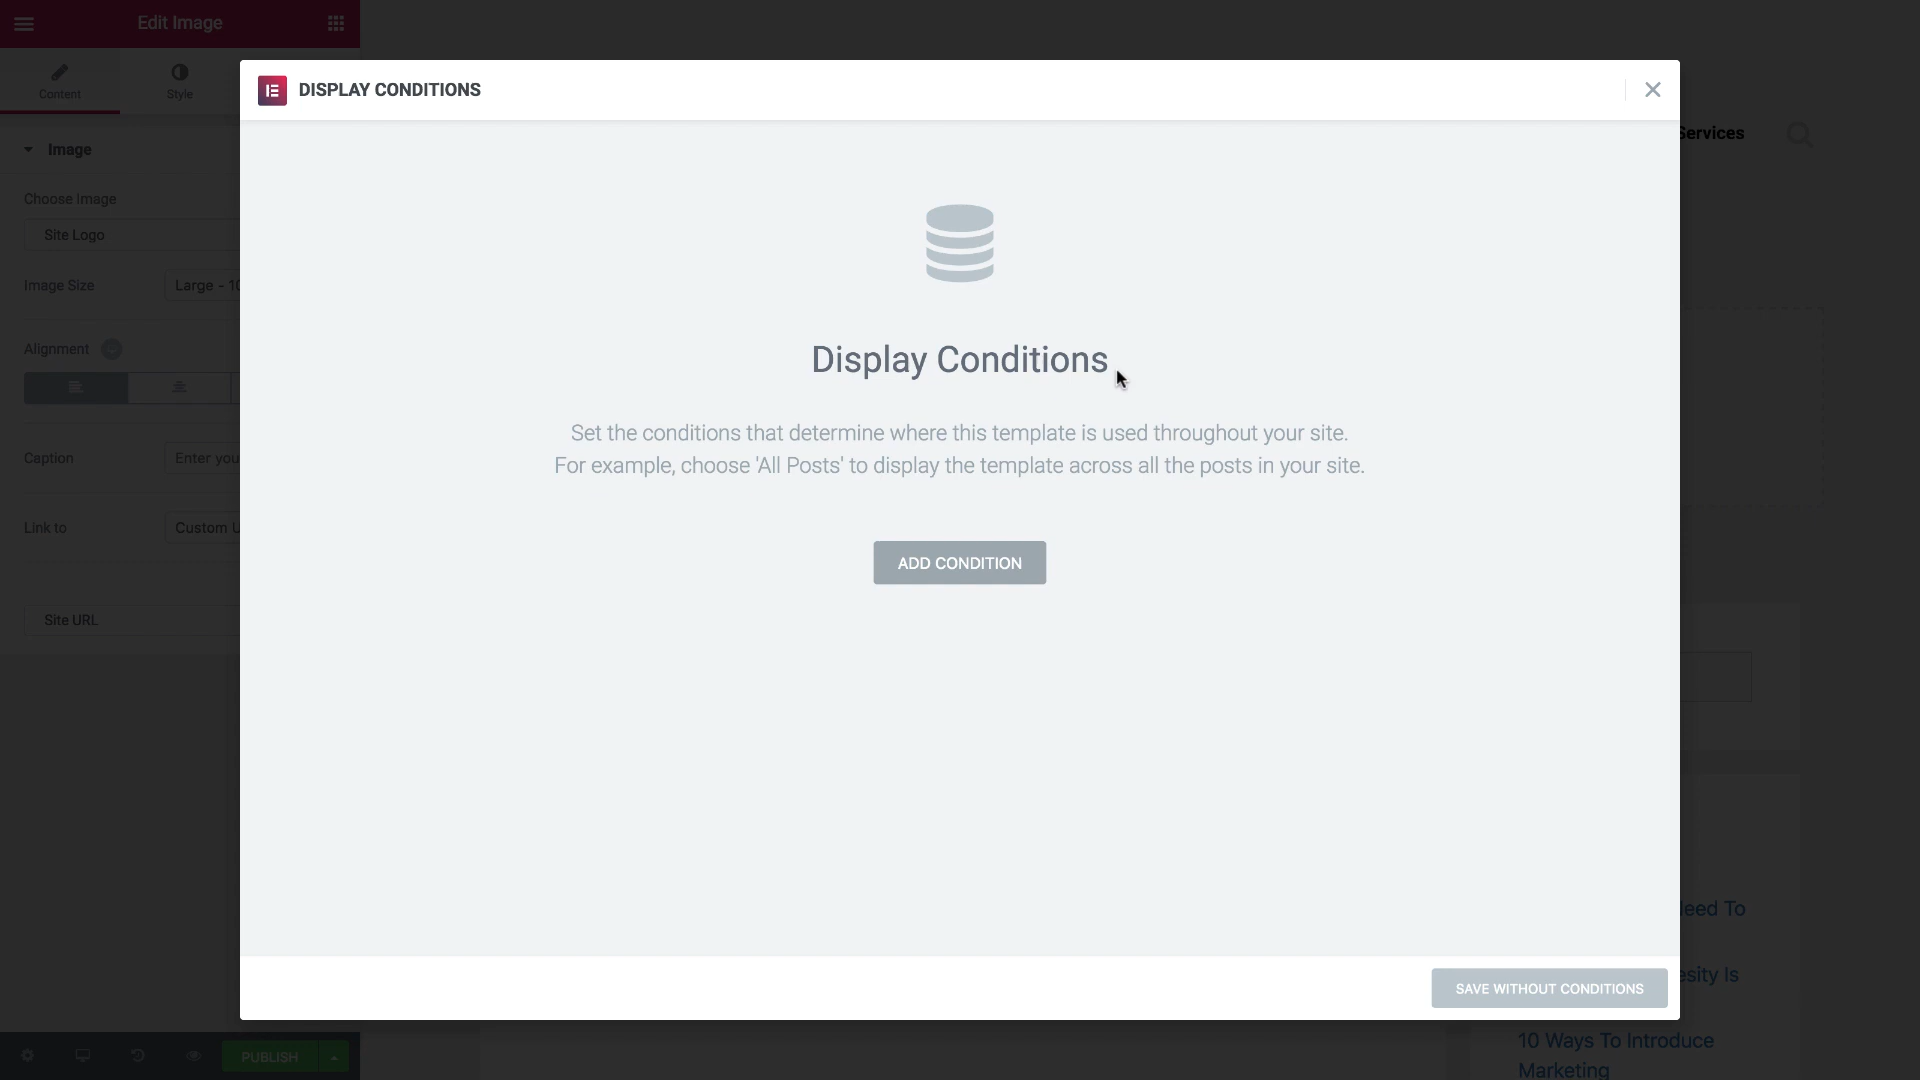 Edit Image
Content
Style
Image
Choose Image
Site Logo
Image Size
Large - 10
Alignment
Caption
Enter you
Link to
Custom U
Site URL
PUBLISH
DISPLAY CONDITIONS
Display Conditions
Set the conditions that determine where this template is used throughout your site.
For example, choose 'All Posts' to display the template across all the posts in your site.
ADD CONDITION
SAVE WITHOUT CONDITIONS
Services
Need To
esity Is
10 Ways To Introduce
Marketing